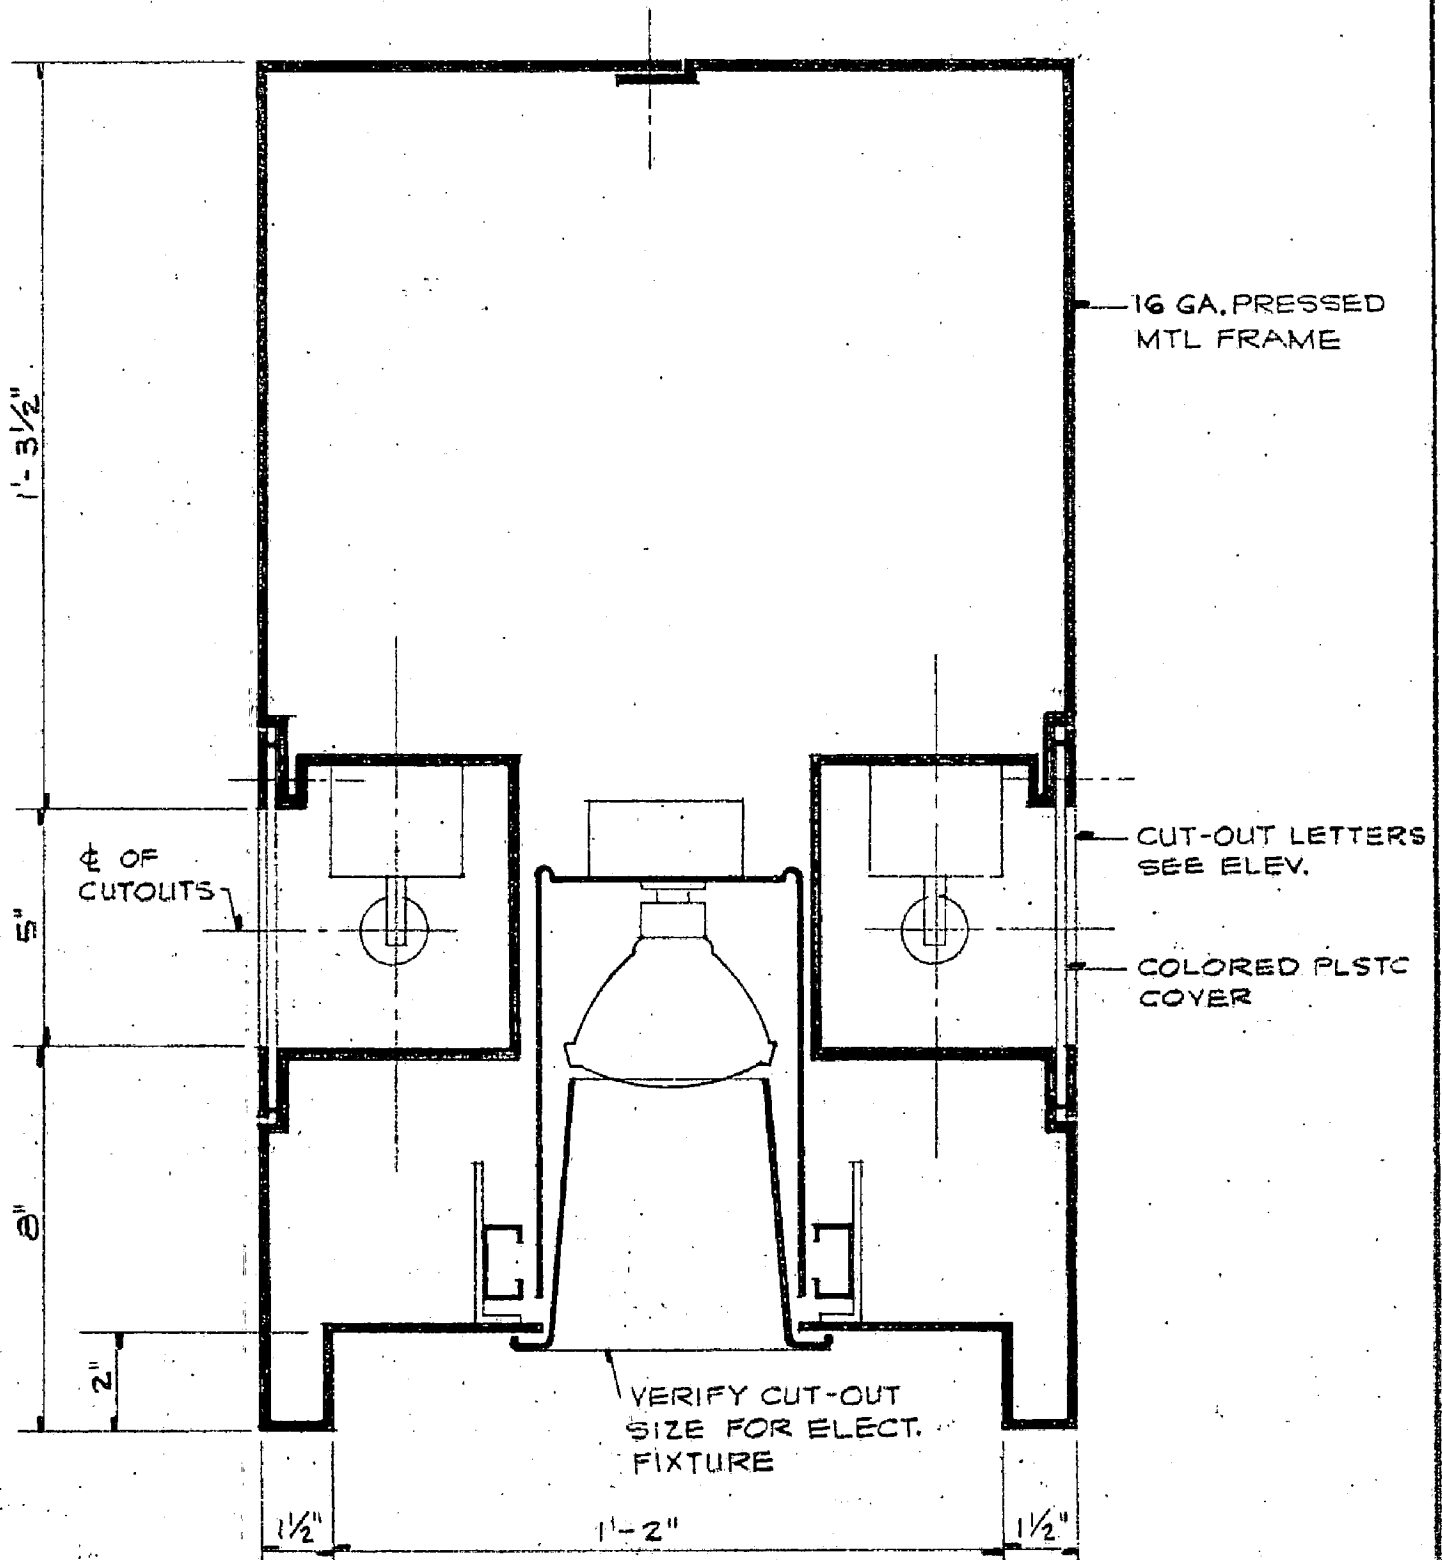 16 GA. PRESSED
MTL FRAME
1'-3½"
CUT-OUT LETTERS
SEE ELEV.
℄ OF
CUTOUTS
5"
COLORED PLSTC
COVER
8"
2"
VERIFY CUT-OUT
SIZE FOR ELECT.
FIXTURE
1½"
1'-2"
1½"